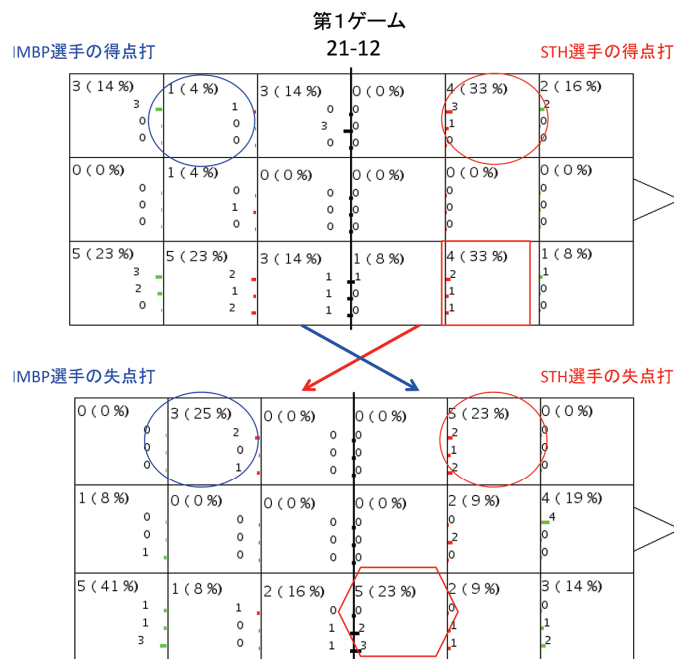 第1ゲーム
21-12
IMBP選手の得点打 STH選手の得点打
3 ( 14 %) 1 (4 %) 3 (14 %) 0 (0 %) 4 (33 %) 2 (16 %)
3 1 0 0 3 2
0 0 3 0 1 0
0 0 0 0 0 0
0 (0 %) 1 (4 %) 0 (0 %) 0 (0 %) 0 (0 %) 0 (0 %)
0 0 0 0 0 0
0 1 0 0 0 0
0 0 0 0 0 0
5 (23 %) 5 (23 %) 3 (14 %) 1 (8 %) 4 (33 %) 1 (8 %)
3 2 1 1 2 1
2 1 1 0 1 0
0 2 1 0 1 0
IMBP選手の失点打 STH選手の失点打
0 (0 %) 3 (25 %) 0 (0 %) 0 (0 %) 5 (23 %) 0 (0 %)
0 2 0 0 2 0
0 0 0 0 1 0
0 1 0 0 2 0
1 (8 %) 0 (0 %) 0 (0 %) 0 (0 %) 2 (9 %) 4 (19 %)
0 0 0 0 0 4
0 0 0 0 2 0
1 0 0 0 0 0
5 (41 %) 1 (8 %) 2 (16 %) 5 (23 %) 2 (9 %) 3 (14 %)
1 1 0 0 0 0
1 0 1 2 1 1
3 0 1 3 1 2